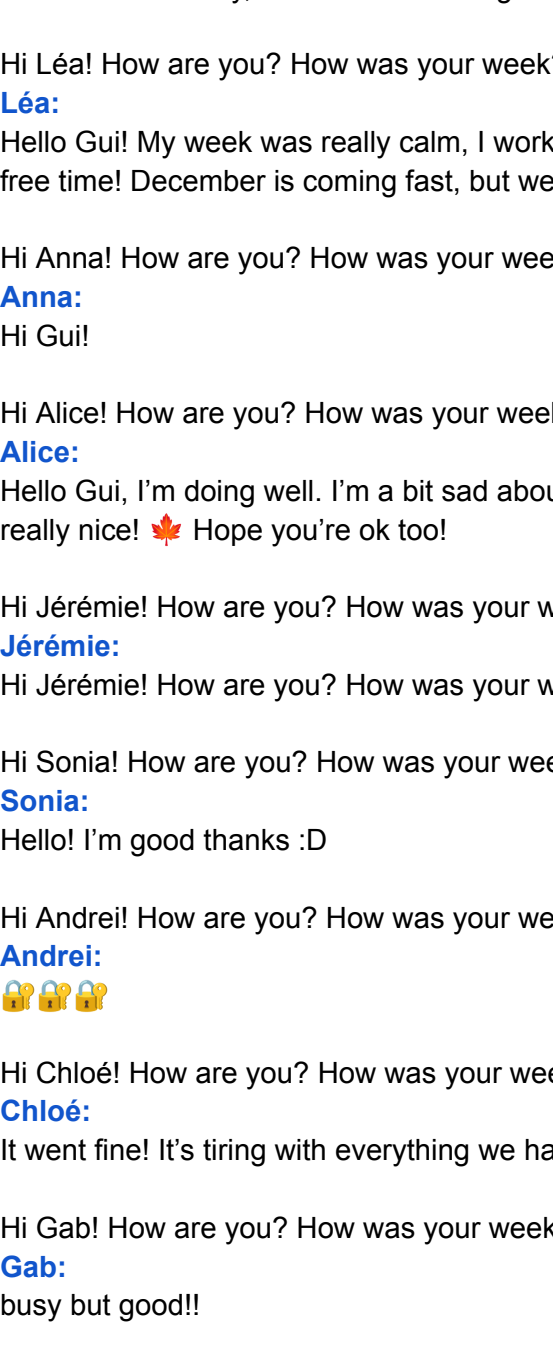 Hi Léa! How are you? How was your week?
Léa:
Hello Gui! My week was really calm, I work
free time! December is coming fast, but we
Hi Anna! How are you? How was your wee
Anna:
Hi Gui!
Hi Alice! How are you? How was your week
Alice:
Hello Gui, I’m doing well. I’m a bit sad abou
really nice! 🍁 Hope you’re ok too!
Hi Jérémie! How are you? How was your w
Jérémie:
Hi Jérémie! How are you? How was your w
Hi Sonia! How are you? How was your wee
Sonia:
Hello! I’m good thanks :D
Hi Andrei! How are you? How was your we
Andrei:
🔐🔐🔐
Hi Chloé! How are you? How was your wee
Chloé:
It went fine! It’s tiring with everything we ha
Hi Gab! How are you? How was your week
Gab:
busy but good!!